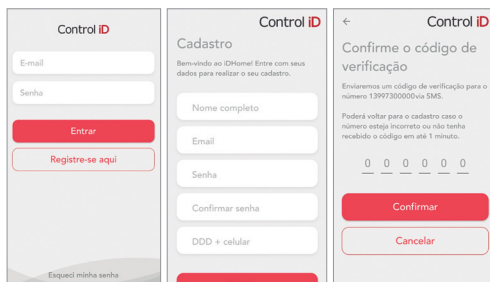 Control iD
E-mail
Senha
Entrar
Registre-se aqui
Esqueci minha senha
Control iD
Cadastro
Bem-vindo ao iDHome! Entre com seus
dados para realizar o seu cadastro.
Nome completo
Email
Senha
Confirmar senha
DDD + celular
Control iD
Confirme o código de
verificação
Enviaremos um código de verificação para o
número 13997300000via SMS.
Poderá voltar para o cadastro caso o
número esteja incorreto ou não tenha
recebido o código em até 1 minuto.
0 0 0 0 0 0
Confirmar
Cancelar